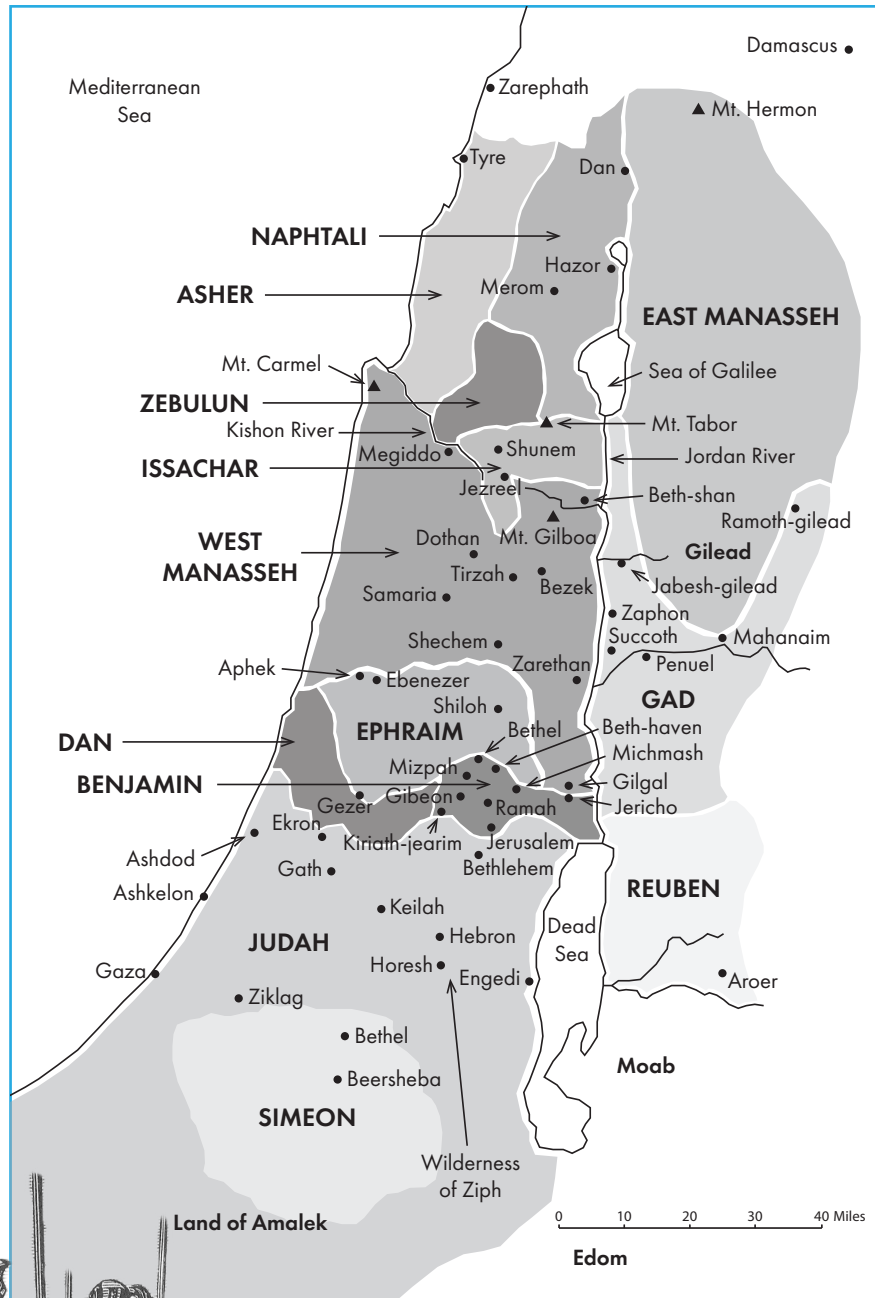 Damascus
Mediterranean
Sea
Zarephath
Mt. Hermon
Tyre
Dan
NAPHTALI
Hazor
Merom
ASHER
EAST MANASSEH
Mt. Carmel
Sea of Galilee
ZEBULUN
Mt. Tabor
Kishon River
Shunem
Megiddo
Jordan River
ISSACHAR
Jezreel
Beth-shan
Ramoth-gilead
Mt. Gilboa
WEST
MANASSEH
Dothan
Gilead
Tirzah
Bezek
Jabesh-gilead
Samaria
Zaphon
Succoth
Mahanaim
Shechem
Penuel
Zarethan
Aphek
Ebenezer
GAD
Shiloh
EPHRAIM
Bethel
Beth-haven
DAN
Michmash
Mizpah
BENJAMIN
Gilgal
Gezer
Gibeon
Ramah
Jericho
Ekron
Kiriath-jearim
Jerusalem
Ashdod
Bethlehem
Gath
Ashkelon
REUBEN
Keilah
Dead
Sea
Hebron
JUDAH
Horesh
Gaza
Engedi
Aroer
Ziklag
Bethel
Moab
Beersheba
SIMEON
Wilderness
of Ziph
Land of Amalek
0 10 20 30 40 Miles
Edom